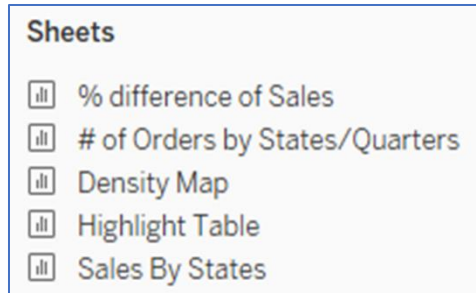 Sheets
% difference of Sales
# of Orders by States/Quarters
Density Map
Highlight Table
Sales By States